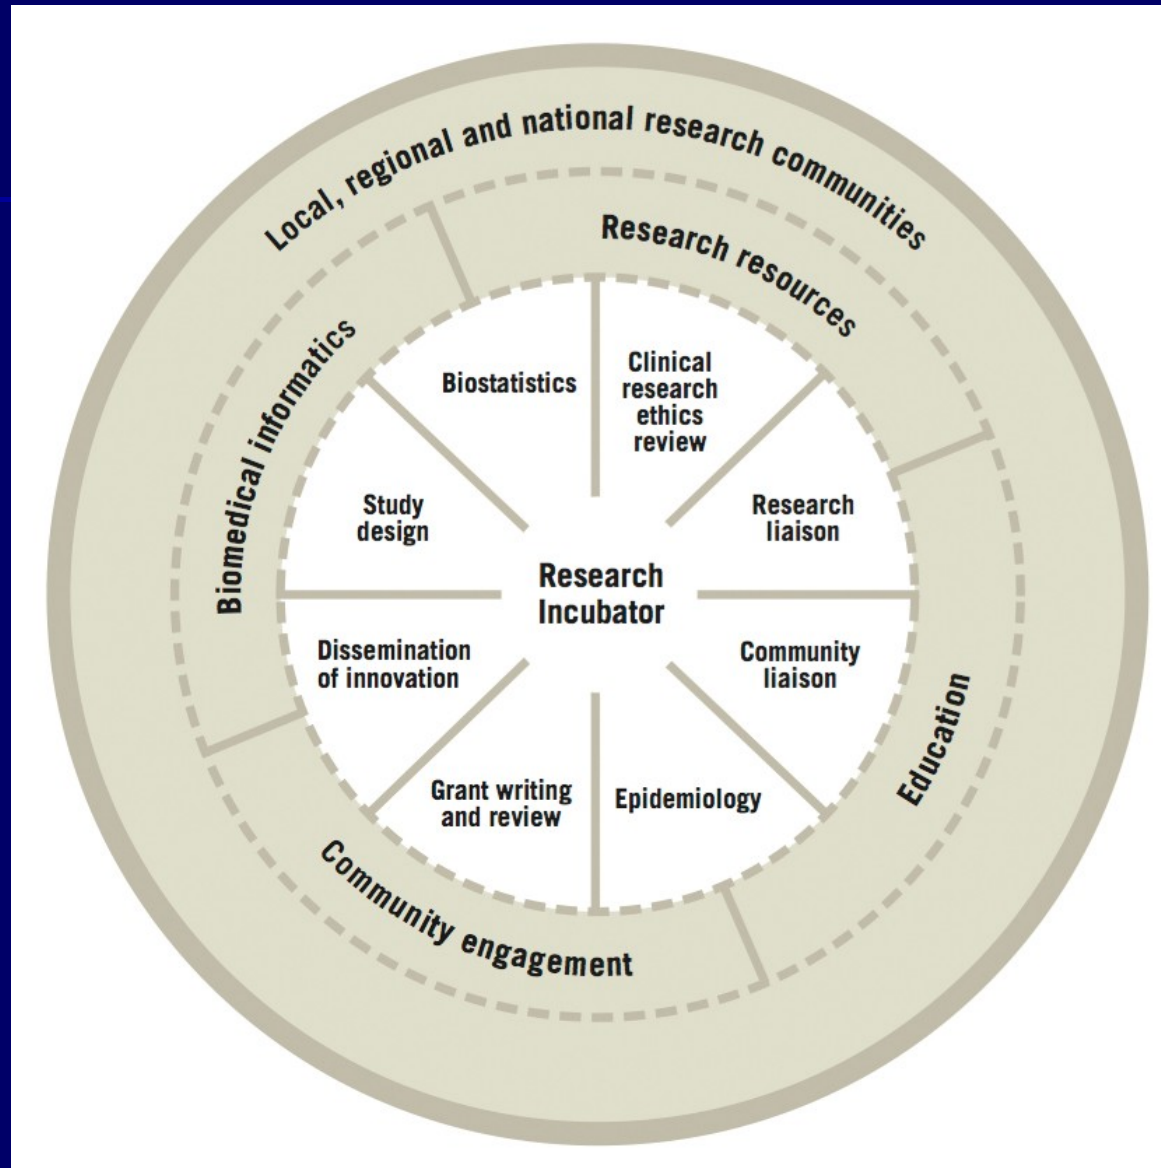 Local, regional and national research communities
Research resources
Biomedical informatics
Education
Community engagement
Biostatistics
Clinical
research
ethics
review
Study
design
Research
liaison
Research
Incubator
Dissemination
of innovation
Community
liaison
Grant writing
and review
Epidemiology